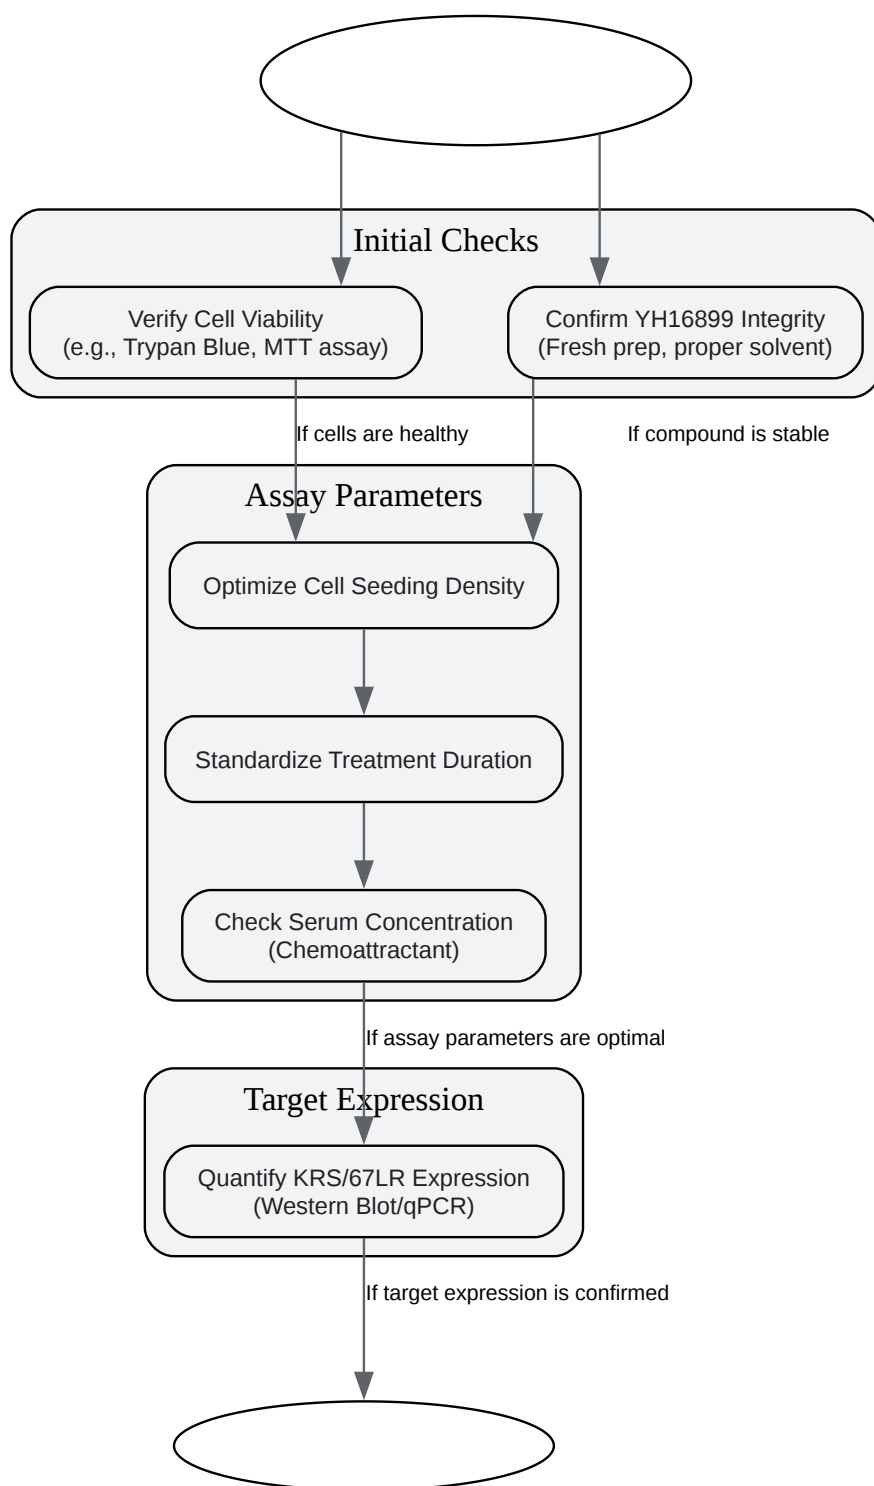 Initial Checks
Verify Cell Viability
(e.g., Trypan Blue, MTT assay)
Confirm YH16899 Integrity
(Fresh prep, proper solvent)
If cells are healthy
If compound is stable
Assay Parameters
Optimize Cell Seeding Density
Standardize Treatment Duration
Check Serum Concentration
(Chemoattractant)
If assay parameters are optimal
Target Expression
Quantify KRS/67LR Expression
(Western Blot/qPCR)
If target expression is confirmed